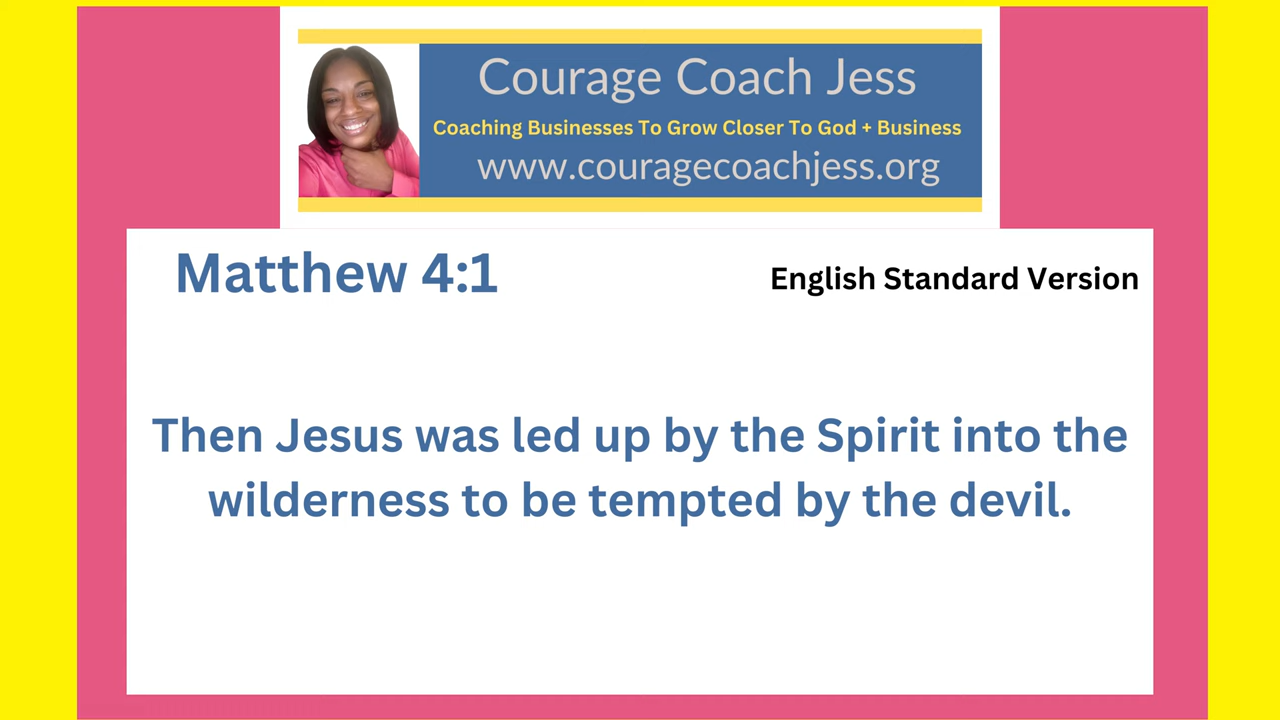 Courage Coach Jess
Coaching Businesses To Grow Closer To God + Business
www.couragecoachjess.org
Matthew 4:1
English Standard Version
Then Jesus was led up by the Spirit into the
wilderness to be tempted by the devil.